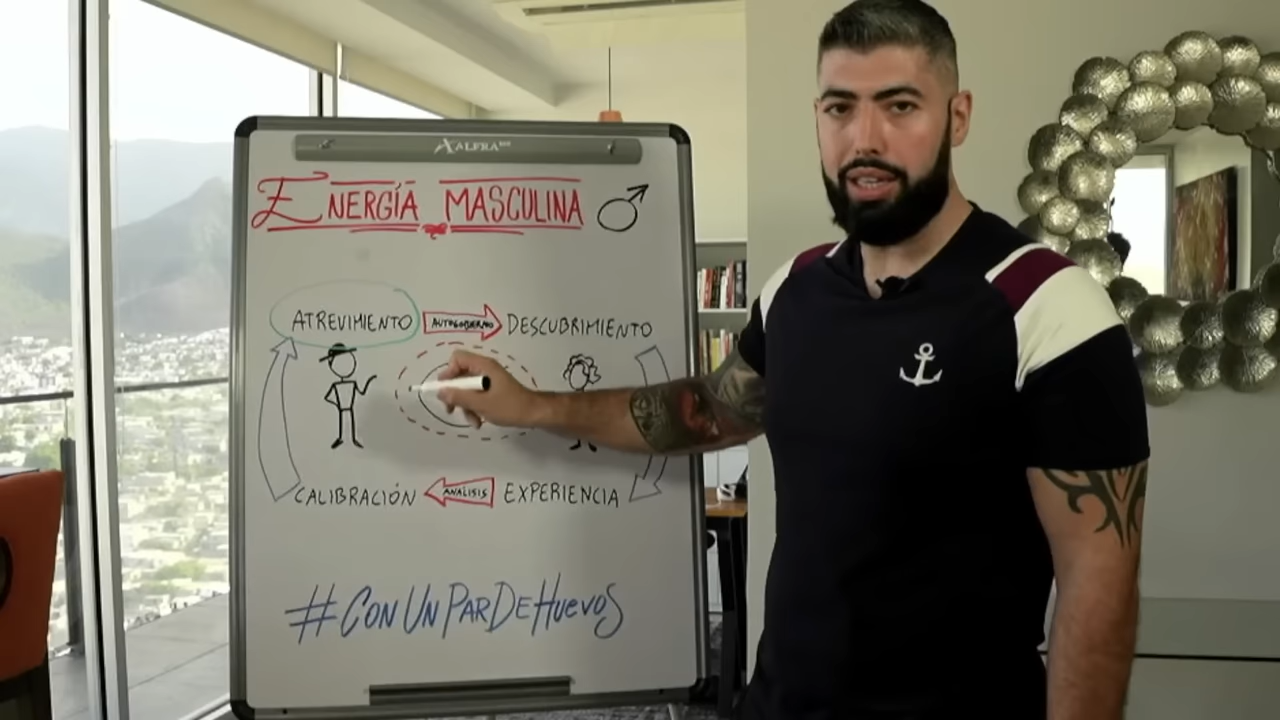 ALFRA
ENERGÍA MASCULINA ♂
ATREVIMIENTO AUTOGOBIERNO DESCUBRIMIENTO
CALIBRACIÓN ANÁLISIS EXPERIENCIA
#CONUNPARDEHUEVOS